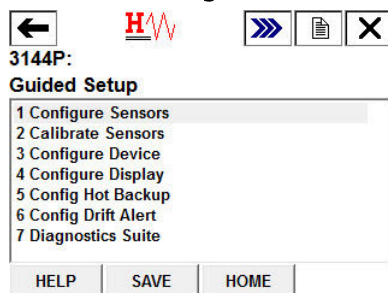 H
3144P:
Guided Setup
1 Configure Sensors
2 Calibrate Sensors
3 Configure Device
4 Configure Display
5 Config Hot Backup
6 Config Drift Alert
7 Diagnostics Suite
HELP SAVE HOME